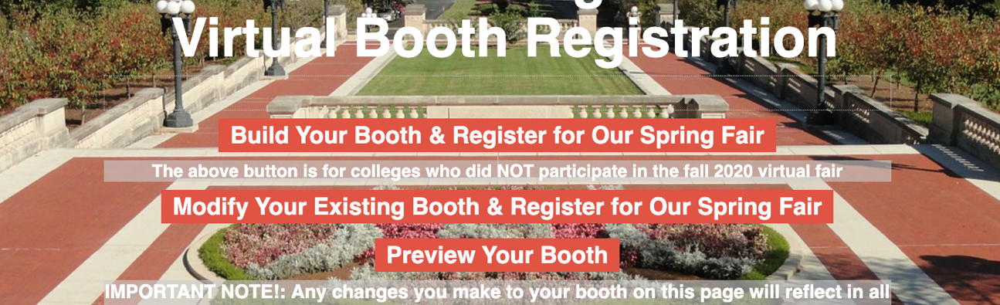 Virtual Booth Registration
Build Your Booth & Register for Our Spring Fair
The above button is for colleges who did NOT participate in the fall 2020 virtual fair
Modify Your Existing Booth & Register for Our Spring Fair
Preview Your Booth
IMPORTANT NOTE!: Any changes you make to your booth on this page will reflect in all